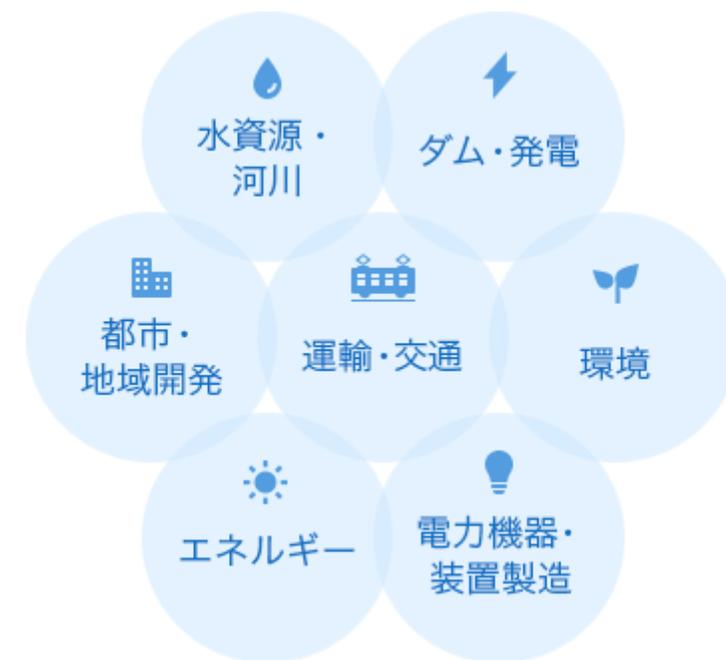 水資源・
河川
ダム・発電
都市・
地域開発
運輸・交通
環境
エネルギー
電力機器・
装置製造